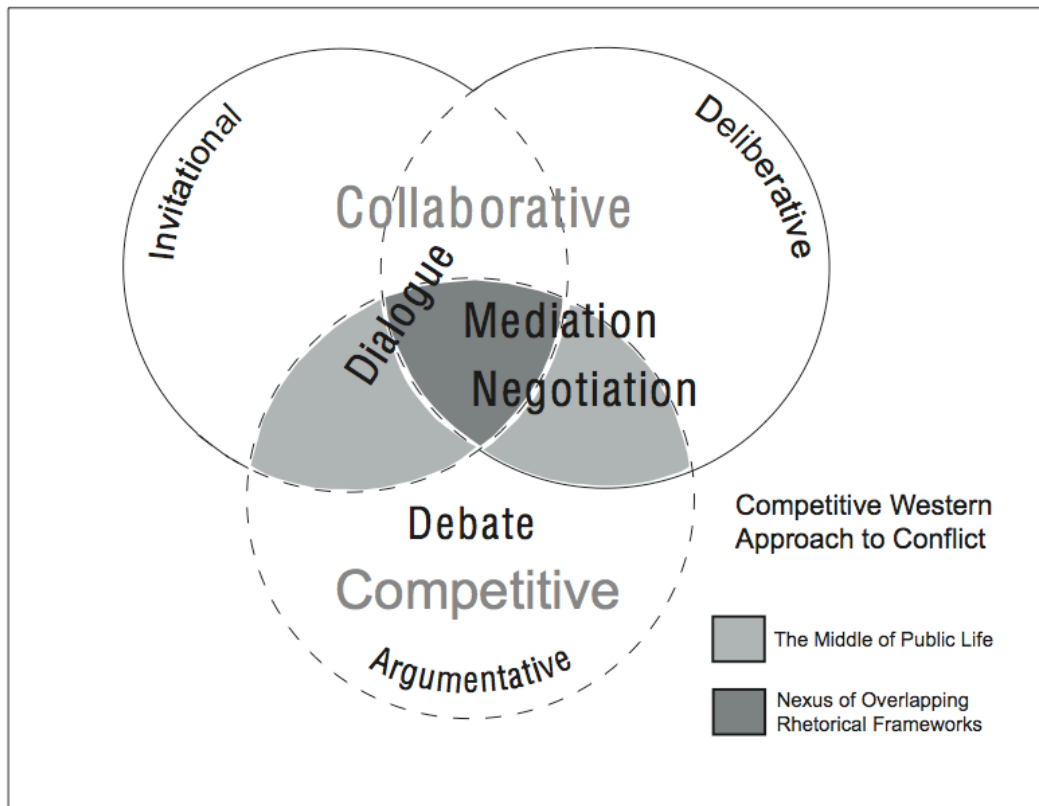 Invitational
Deliberative
Collaborative
Dialogue
Mediation
Negotiation
Debate
Competitive
Argumentative
Competitive Western
Approach to Conflict
The Middle of Public Life
Nexus of Overlapping
Rhetorical Frameworks